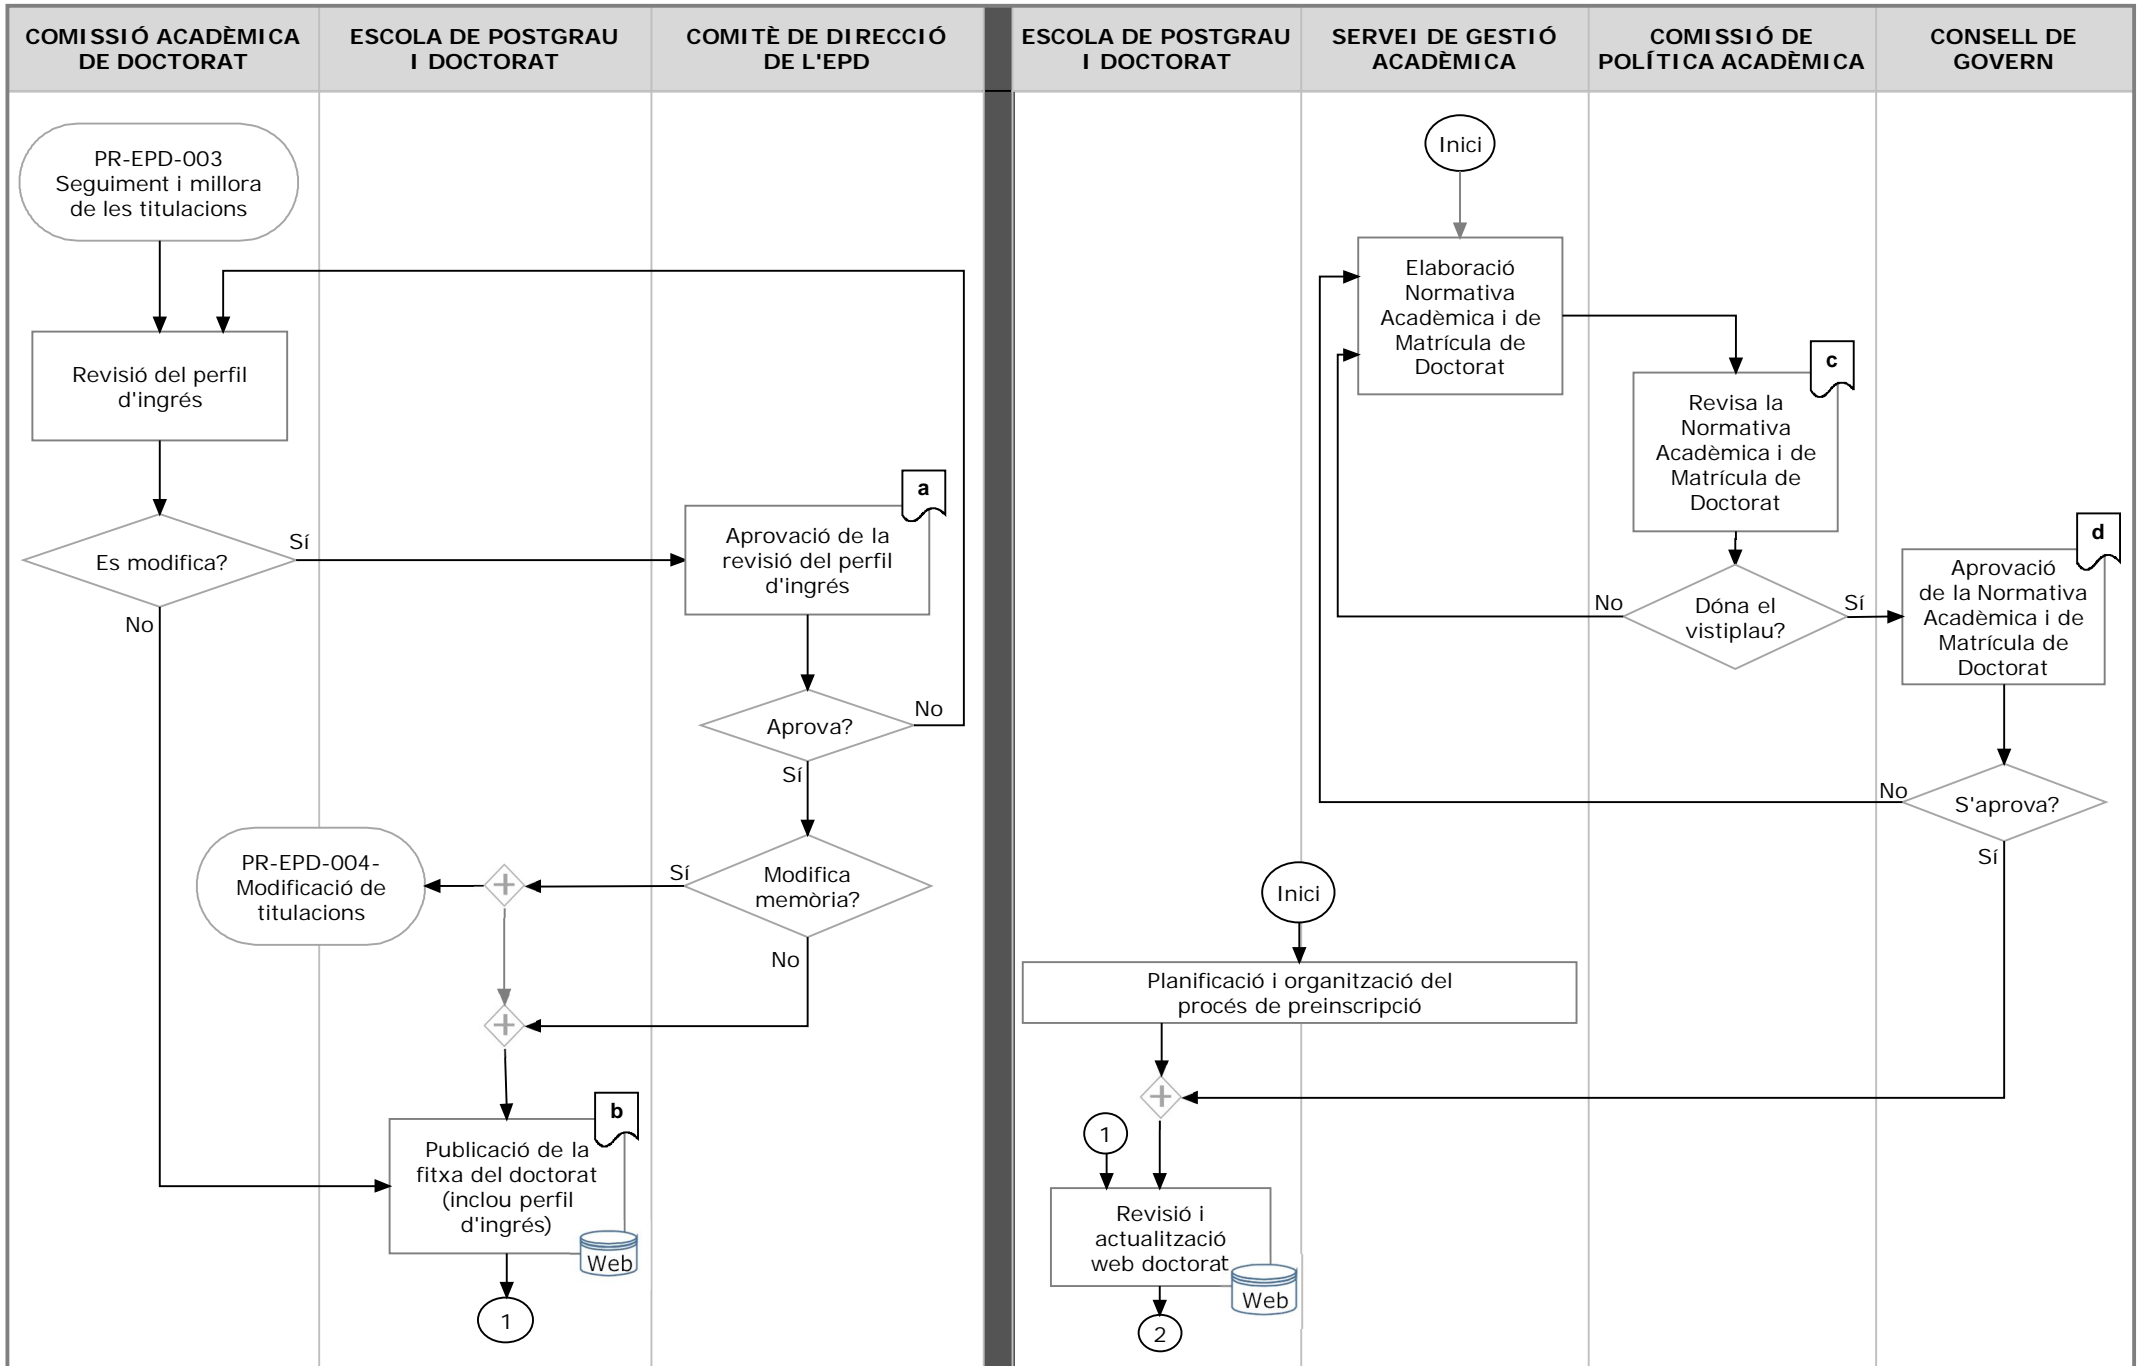 COMISSIÓ ACADÈMICA
DE DOCTORAT
ESCOLA DE POSTGRAU
I DOCTORAT
COMITÈ DE DIRECCIÓ
DE L'EPD
ESCOLA DE POSTGRAU
I DOCTORAT
SERVEI DE GESTIÓ
ACADÈMICA
COMISSIÓ DE
POLÍTICA ACADÈMICA
CONSELL DE
GOVERN
PR-EPD-003
Seguiment i millora
de les titulacions
Revisió del perfil
d'ingrés
Es modifica?
Sí
No
a
Aprovació de la
revisió del perfil
d'ingrés
Aprova?
No
Sí
Modifica
memòria?
Sí
No
PR-EPD-004-
Modificació de
titulacions
b
Publicació de la
fitxa del doctorat
(inclou perfil
d'ingrés)
Web
1
Inici
Elaboració
Normativa
Acadèmica i de
Matrícula de
Doctorat
c
Revisa la
Normativa
Acadèmica i de
Matrícula de
Doctorat
Dóna el
vistiplau?
No
Sí
d
Aprovació
de la Normativa
Acadèmica i de
Matrícula de
Doctorat
S'aprova?
No
Sí
Inici
Planificació i organització del
procés de preinscripció
1
Revisió i
actualització
web doctorat
Web
2